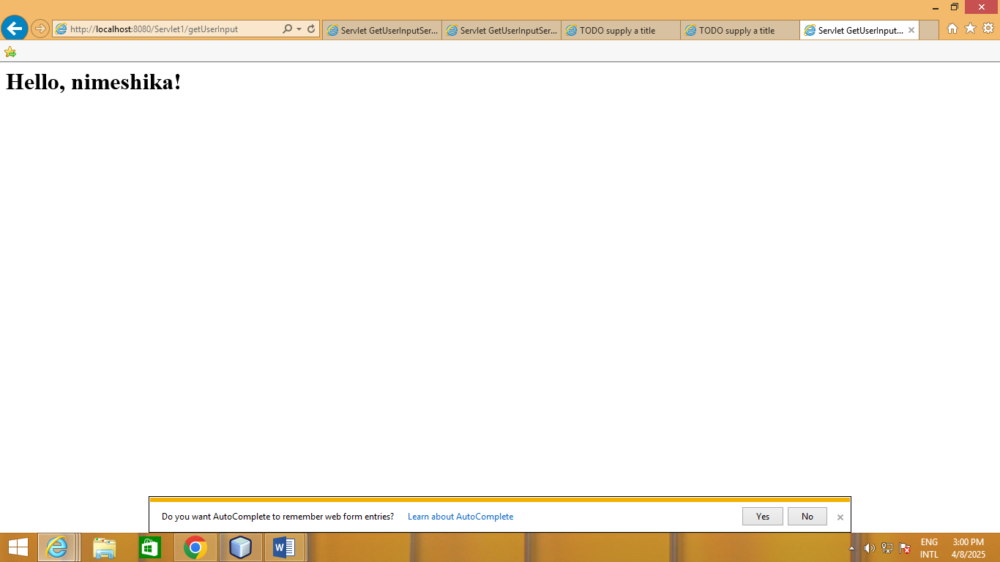 http://localhost:8080/Servlet1/getUserInput
Servlet GetUserInputSer...
Servlet GetUserInputSer...
TODO supply a title
TODO supply a title
Servlet GetUserInput...
Hello, nimeshika!
Do you want AutoComplete to remember web form entries? Learn about AutoComplete Yes No
ENG 3:00 PM
INTL 4/8/2025